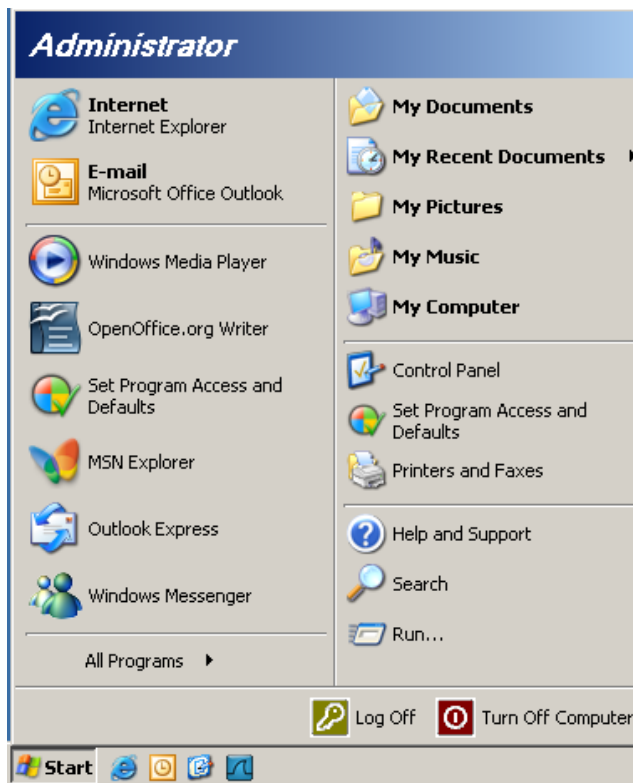 Administrator
Internet
Internet Explorer
E-mail
Microsoft Office Outlook
Windows Media Player
OpenOffice.org Writer
Set Program Access and
Defaults
MSN Explorer
Outlook Express
Windows Messenger
All Programs
My Documents
My Recent Documents
My Pictures
My Music
My Computer
Control Panel
Set Program Access and
Defaults
Printers and Faxes
Help and Support
Search
Run...
Log Off
Turn Off Computer
Start